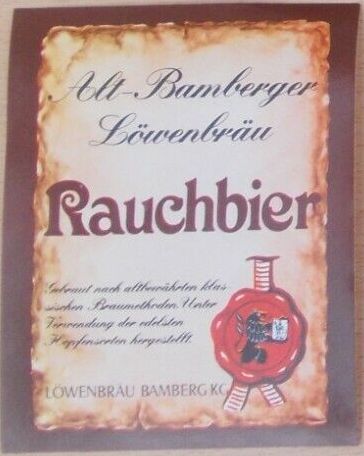 Alt-Bamberger
Löwenbräu
Rauchbier
Gebraut nach altbewährten klas
sischen Braumethoden. Unter
Verwendung der edelsten
Hopfensorten hergestellt.
LÖWENBRÄU BAMBERG KG